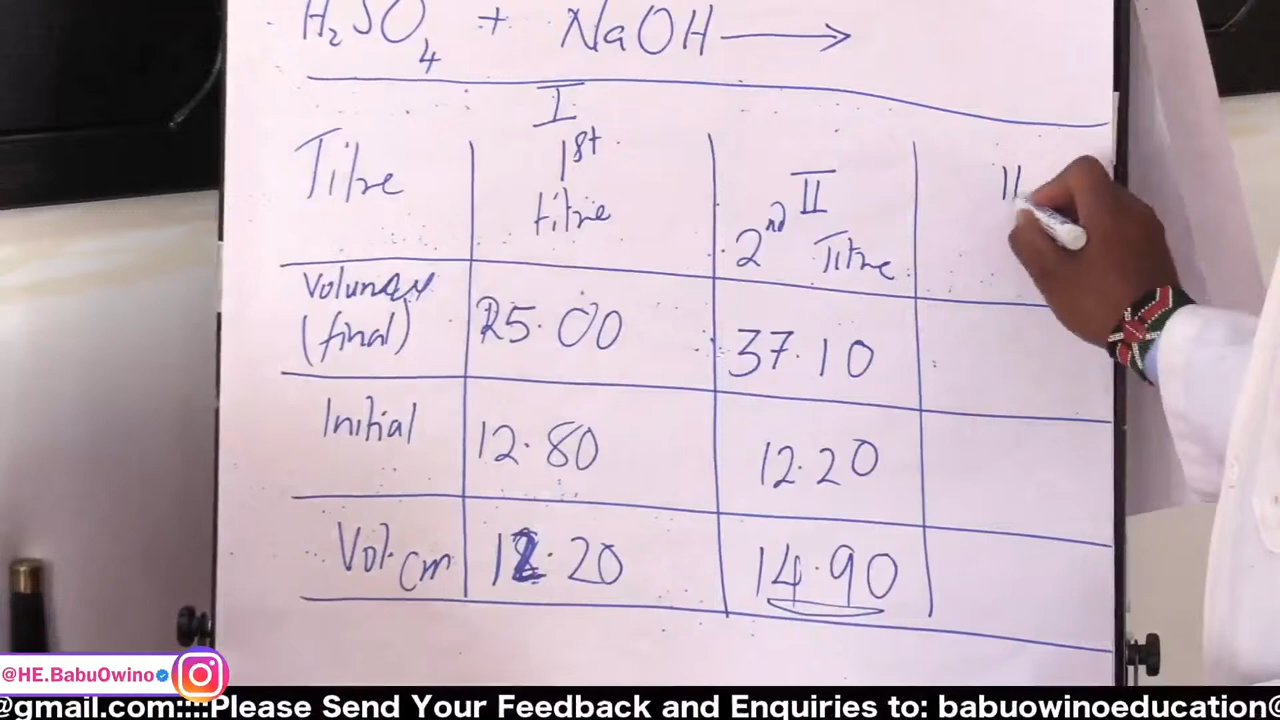 H2SO4 + NaOH ⟶
I
Titre 1st titre
II
2nd Titre
II
(final) 25.00 37.10
Initial 12.80 12.20
Vol. cm 12.20 14.90
@HE.BabuOwino
@gmail.com::::Please Send Your Feedback and Enquiries to: babuowinoeducation@